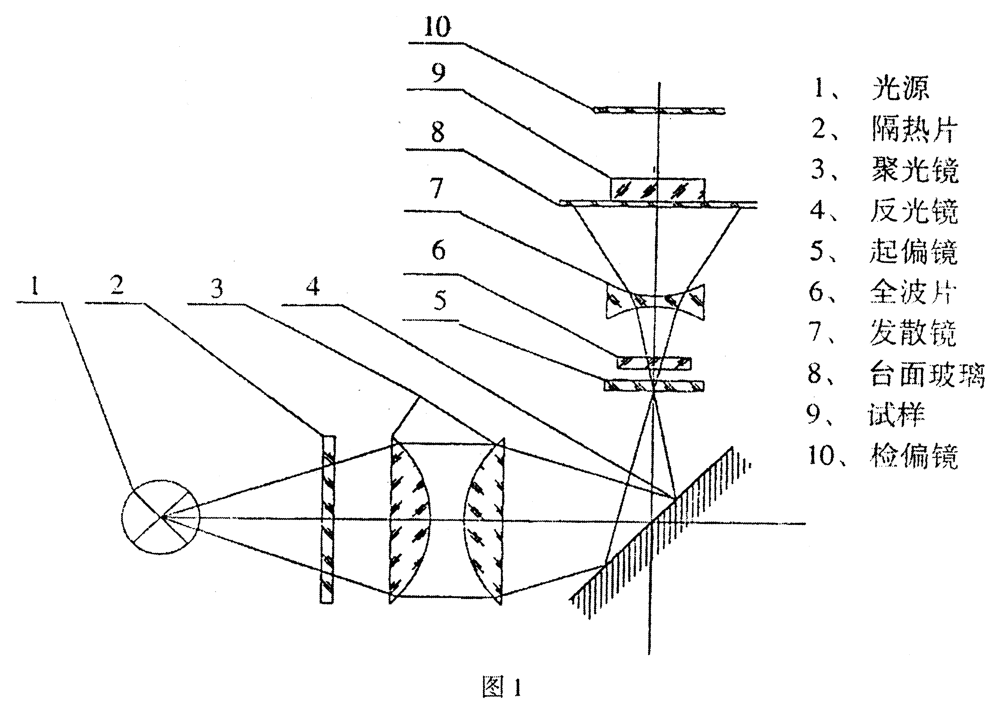 10
9
8
7
6
5
1
2
3
4
1、 光源
2、 隔热片
3、 聚光镜
4、 反光镜
5、 起偏镜
6、 全波片
7、 发散镜
8、 台面玻璃
9、 试样
10、 检偏镜
图 1